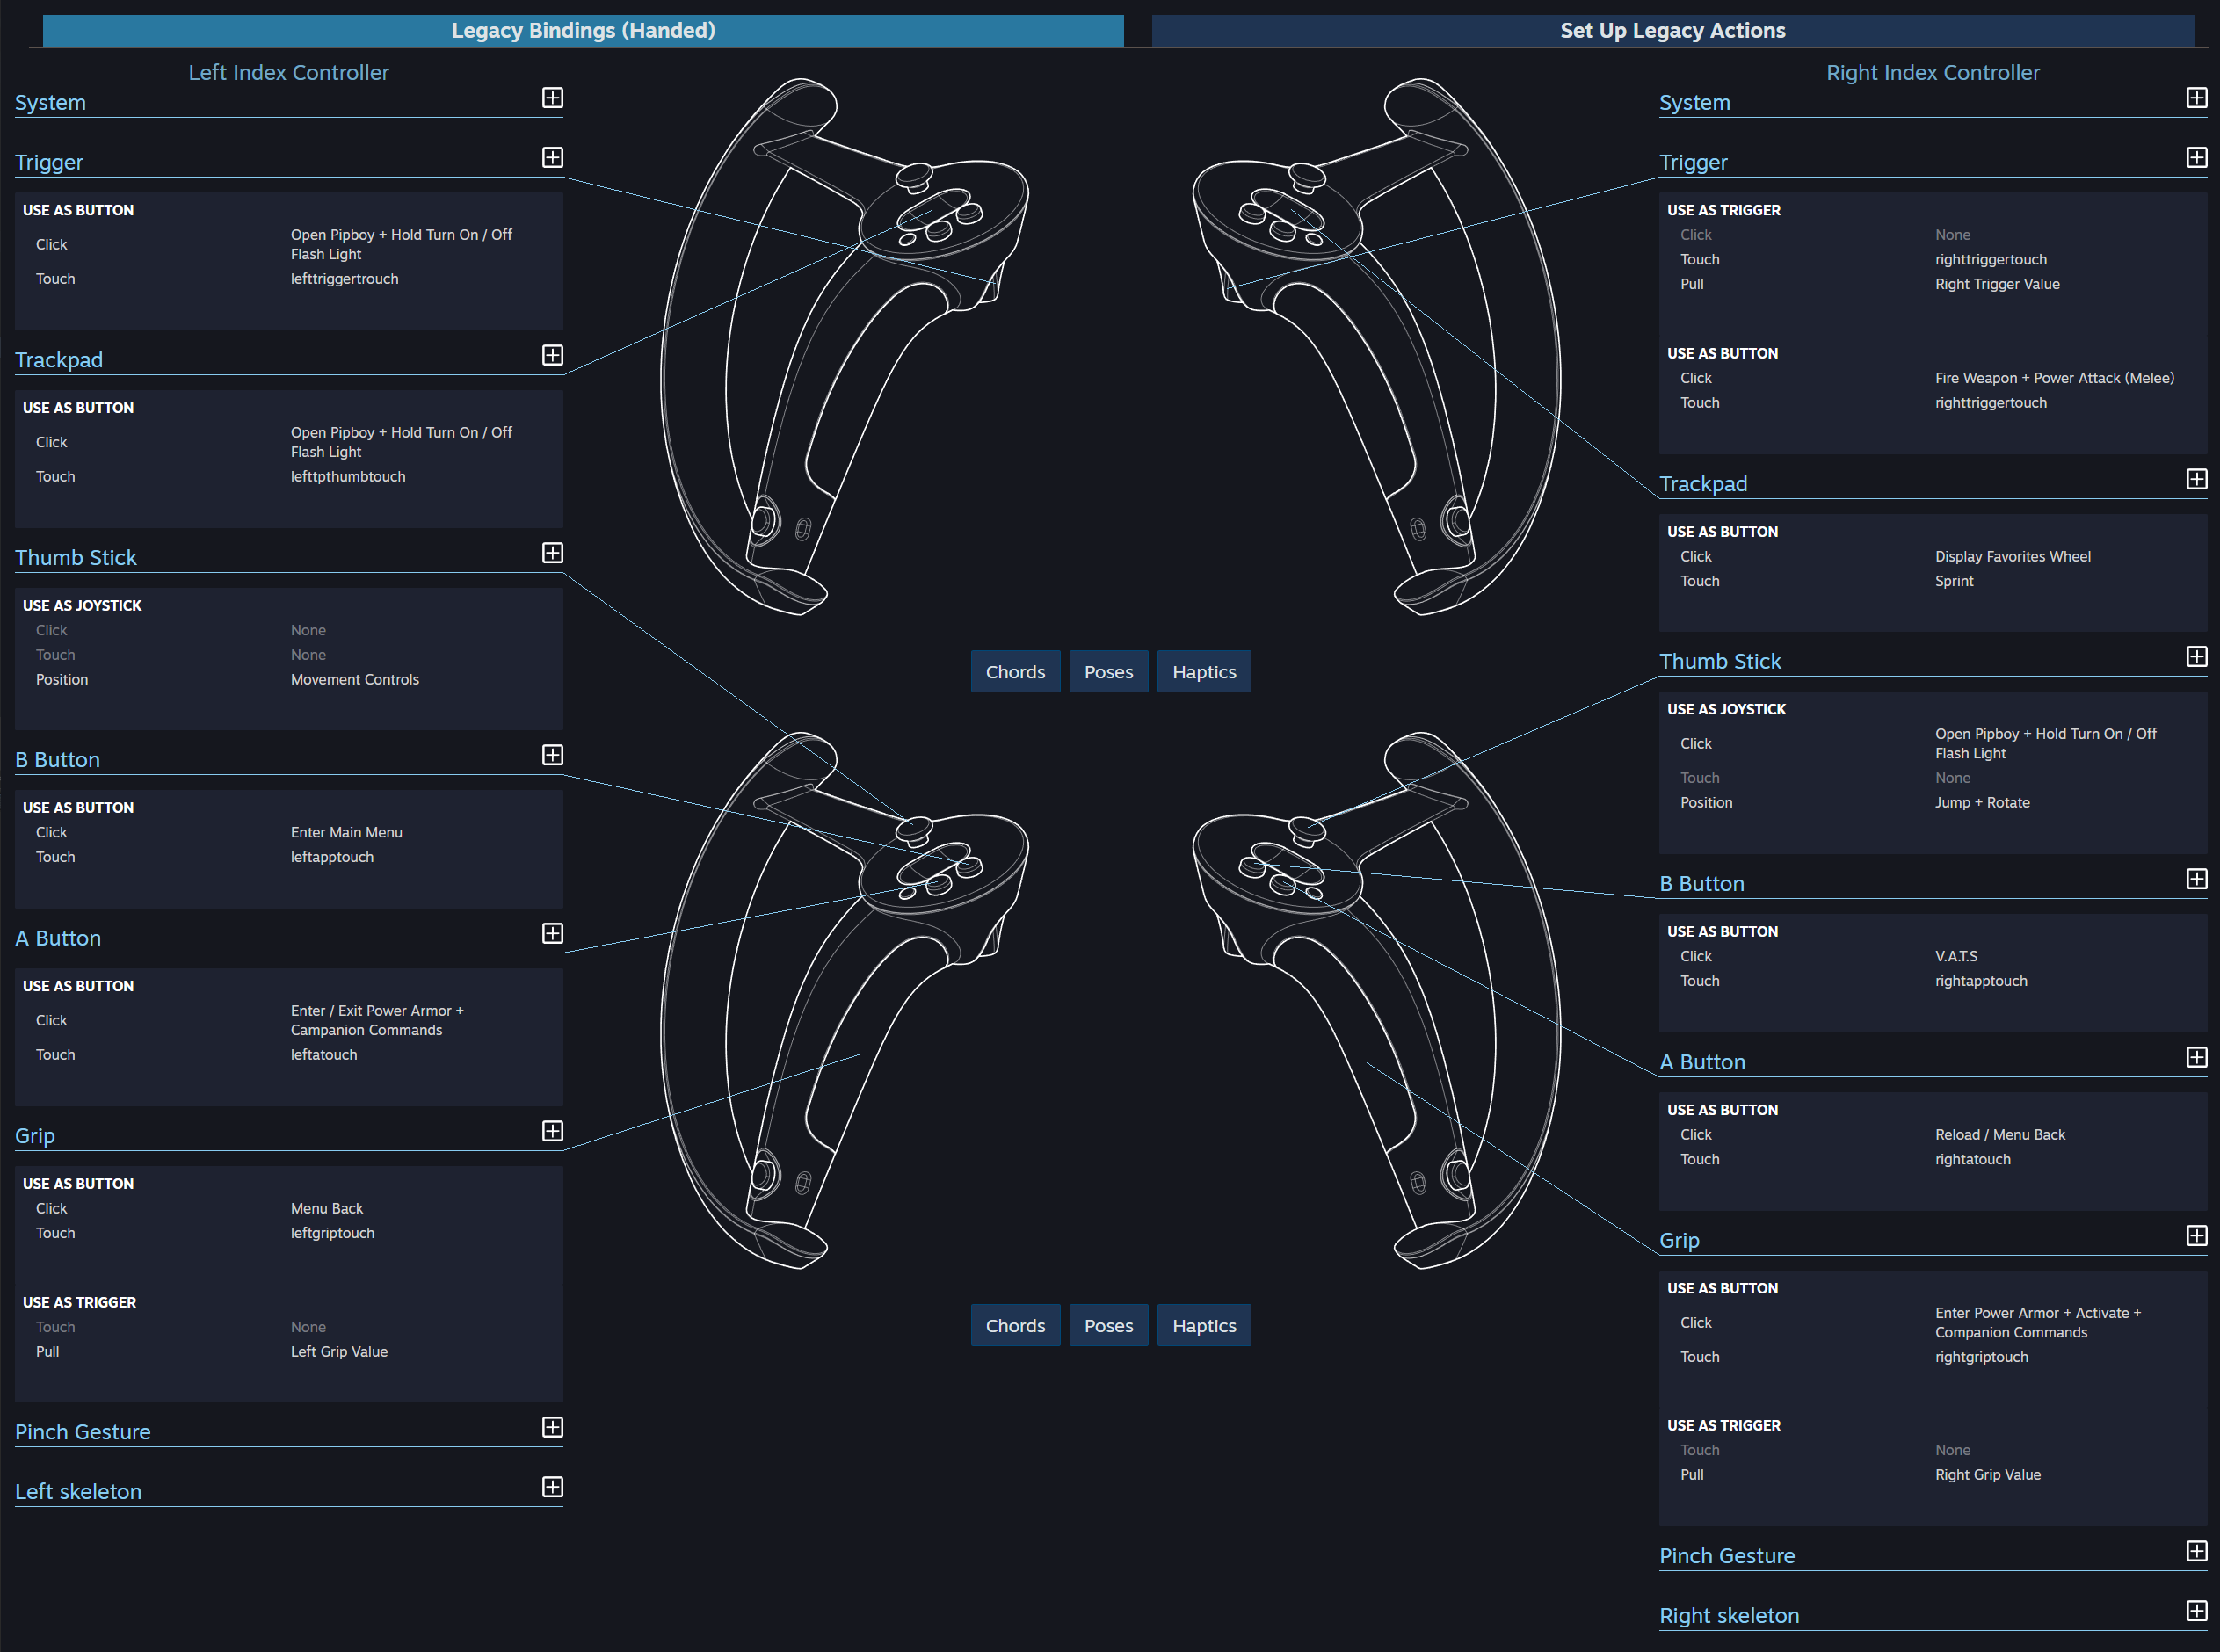 Legacy Bindings (Handed)
Set Up Legacy Actions
Left Index Controller
System
Trigger
USE AS BUTTON
Click
Open Pipboy + Hold Turn On / Off
Flash Light
Touch
lefttriggertrouch
Trackpad
USE AS BUTTON
Click
Open Pipboy + Hold Turn On / Off
Flash Light
Touch
lefttpthumbtouch
Thumb Stick
USE AS JOYSTICK
Click None
Touch None
Position Movement Controls
B Button
USE AS BUTTON
Click Enter Main Menu
Touch leftapptouch
A Button
USE AS BUTTON
Click
Enter / Exit Power Armor +
Campanion Commands
Touch leftatouch
Grip
USE AS BUTTON
Click Menu Back
Touch leftgriptouch
USE AS TRIGGER
Touch None
Pull Left Grip Value
Pinch Gesture
Left skeleton
Chords Poses Haptics
Chords Poses Haptics
Right Index Controller
System
Trigger
USE AS TRIGGER
Click None
Touch righttriggertouch
Pull Right Trigger Value
USE AS BUTTON
Click Fire Weapon + Power Attack (Melee)
Touch righttriggertouch
Trackpad
USE AS BUTTON
Click Display Favorites Wheel
Touch Sprint
Thumb Stick
USE AS JOYSTICK
Click
Open Pipboy + Hold Turn On / Off
Flash Light
Touch None
Position Jump + Rotate
B Button
USE AS BUTTON
Click V.A.T.S
Touch rightapptouch
A Button
USE AS BUTTON
Click Reload / Menu Back
Touch rightatouch
Grip
USE AS BUTTON
Click
Enter Power Armor + Activate +
Companion Commands
Touch rightgriptouch
USE AS TRIGGER
Touch None
Pull Right Grip Value
Pinch Gesture
Right skeleton